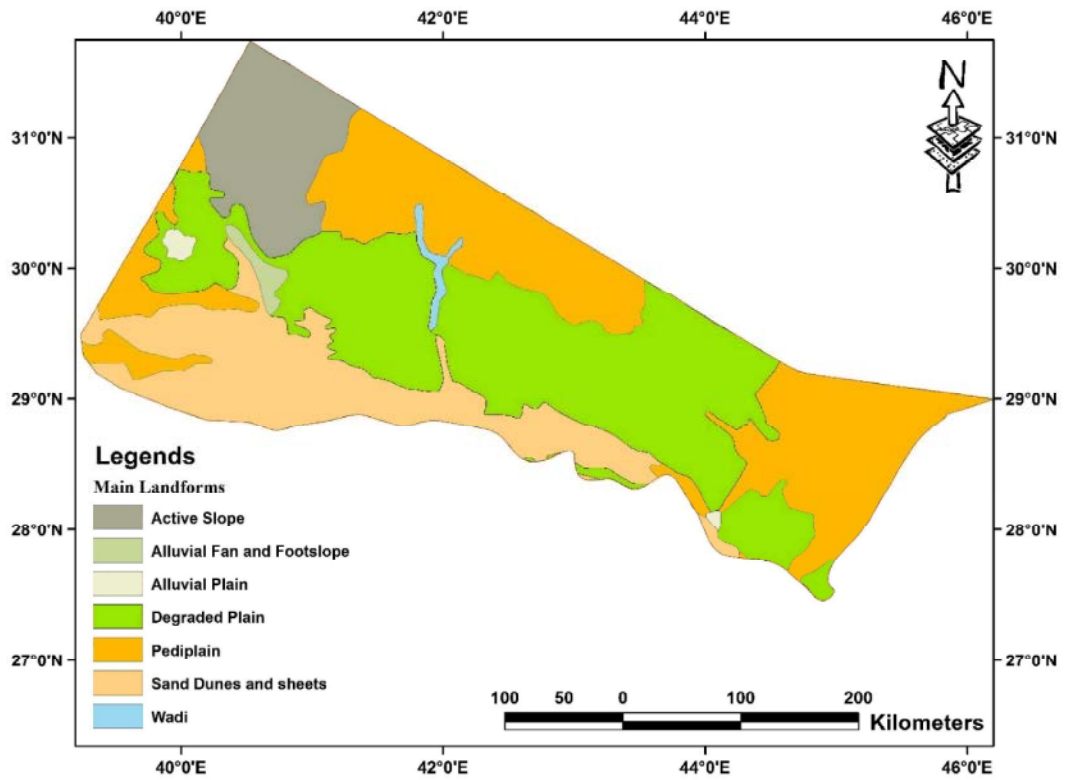 40°0'E 42°0'E 44°0'E 46°0'E
N
31°0'N 31°0'N
30°0'N 30°0'N
29°0'N 29°0'N
28°0'N 28°0'N
27°0'N 27°0'N
Legends
Main Landforms
Active Slope
Alluvial Fan and Footslope
Alluvial Plain
Degraded Plain
Pediplain
Sand Dunes and sheets
Wadi
100 50 0 100 200
Kilometers
40°0'E 42°0'E 44°0'E 46°0'E